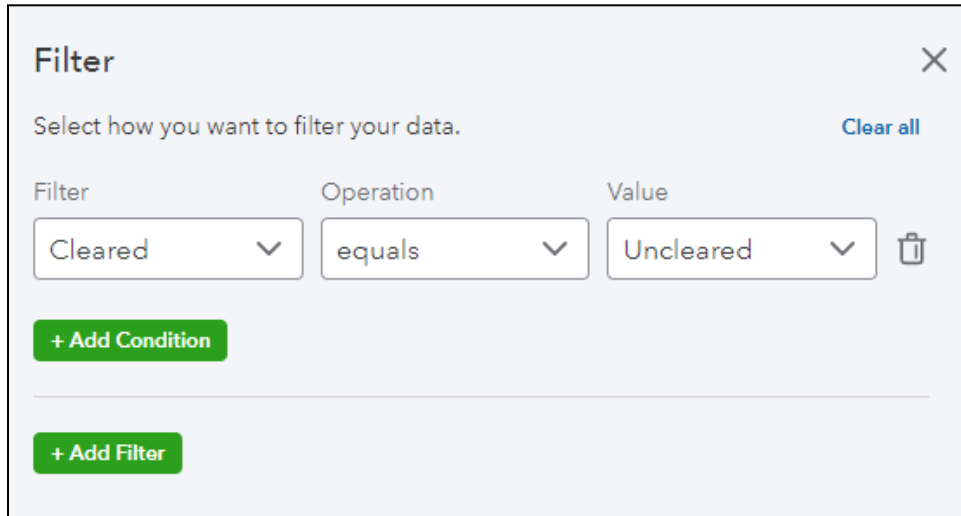 Filter
Select how you want to filter your data.
Clear all
Filter Operation Value
Cleared equals Uncleared
+ Add Condition
+ Add Filter